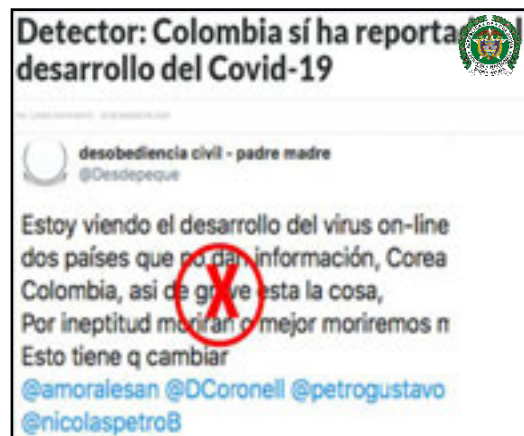 Detector: Colombia sí ha reporta
desarrollo del Covid-19
desobediencia civil - padre madre
@Desdepeque
Estoy viendo el desarrollo del virus on-line
dos países que no dan información, Corea
Colombia, asi de grave esta la cosa,
Por ineptitud morirán o mejor moriremos n
Esto tiene q cambiar
@amoralesan @DCoronell @petrogustavo
@nicolaspetroB